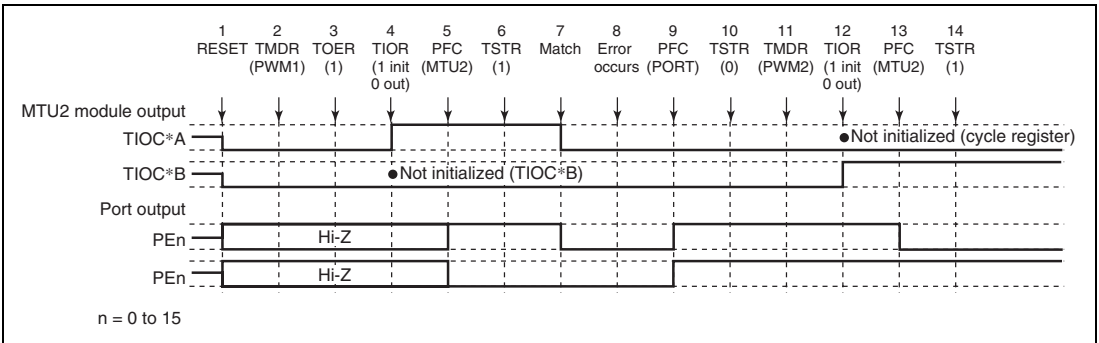 1 2 3 4 5 6 7 8 9 10 11 12 13 14
RESET TMDR TOER TIOR PFC TSTR Match Error PFC TSTR TMDR TIOR PFC TSTR
(PWM1) (1) (1 init (MTU2) (1) occurs (PORT) (0) (PWM2) (1 init (MTU2) (1)
0 out) 0 out)
MTU2 module output
TIOC*A ●Not initialized (cycle register)
TIOC*B ●Not initialized (TIOC*B)
Port output
PEn Hi-Z
PEn Hi-Z
n = 0 to 15